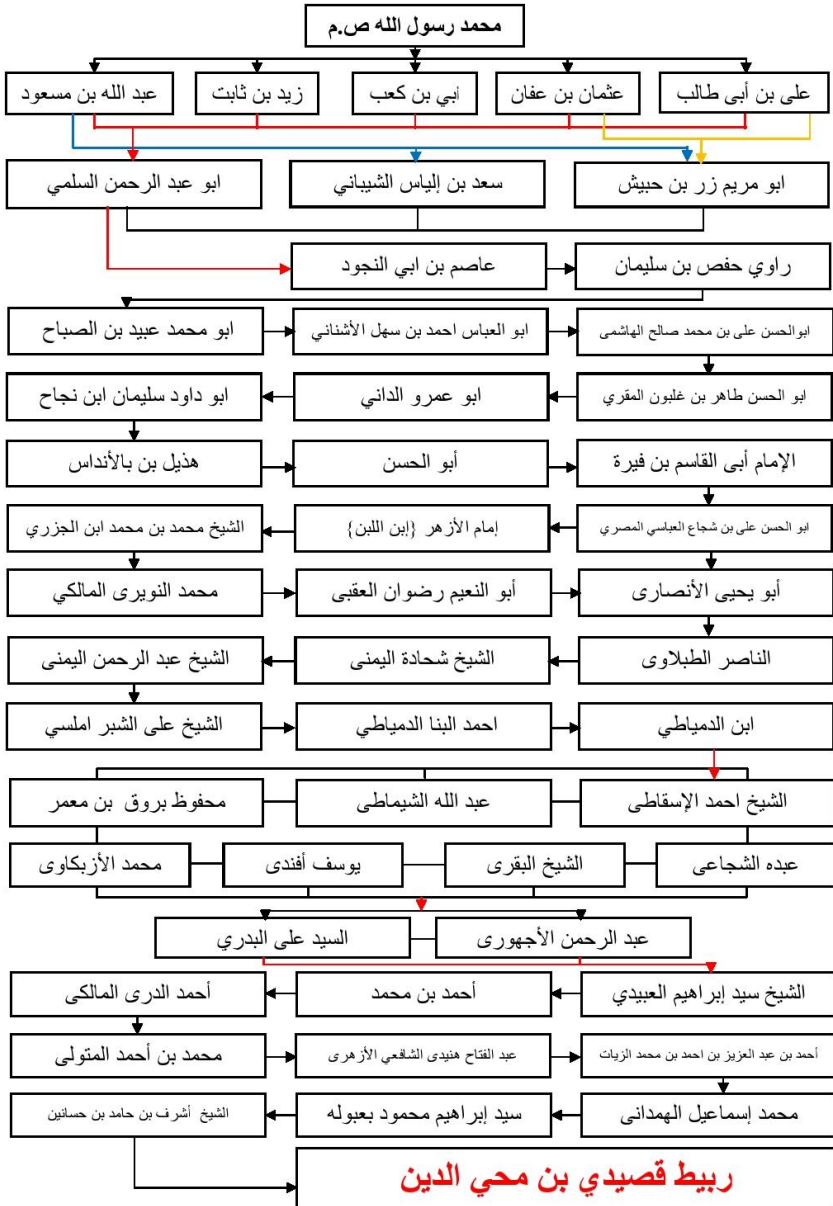 محمد رسول الله ص.م
على بن أبى طالب
عثمان بن عفان
أبي بن كعب
زيد بن ثابت
عبد الله بن مسعود
ابو مريم زر بن حبيش
سعد بن إلياس الشيباني
ابو عبد الرحمن السلمي
عاصم بن ابي النجود
راوي حفص بن سليمان
ابو محمد عبيد بن الصباح
ابو العباس احمد بن سهل الأشناني
ابوالحسن على بن محمد صالح الهاشمى
ابو الحسن طاهر بن غلبون المقري
ابو عمرو الداني
ابو داود سليمان ابن نجاح
هذيل بن بالأنداس
أبو الحسن
الإمام أبى القاسم بن فيرة
ابو الحسن على بن شجاع العباسي المصري
إمام الأزهر {إبن اللبن}
الشيخ محمد بن محمد ابن الجزري
محمد النويرى المالكي
أبو النعيم رضوان العقبى
أبو يحيى الأنصارى
الناصر الطبلاوى
الشيخ شحادة اليمنى
الشيخ عبد الرحمن اليمنى
الشيخ على الشبر املسي
احمد البنا الدمياطي
ابن الدمياطي
الشيخ احمد الإسقاطى
عبد الله الشيماطى
محفوظ بروق بن معمر
عبده الشجاعى
الشيخ البقرى
يوسف أفندى
محمد الأزبكاوى
عبد الرحمن الأجهورى
السيد على البدري
الشيخ سيد إبراهيم العبيدي
أحمد بن محمد
أحمد الدرى المالكى
محمد بن أحمد المتولى
عبد الفتاح هنيدى الشافعي الأزهرى
أحمد بن عبد العزيز بن احمد بن محمد الزيات
محمد إسماعيل الهمدانى
سيد إبراهيم محمود بعبوله
الشيخ أشرف بن حامد بن حسانين
ربيط قصيدي بن محي الدين